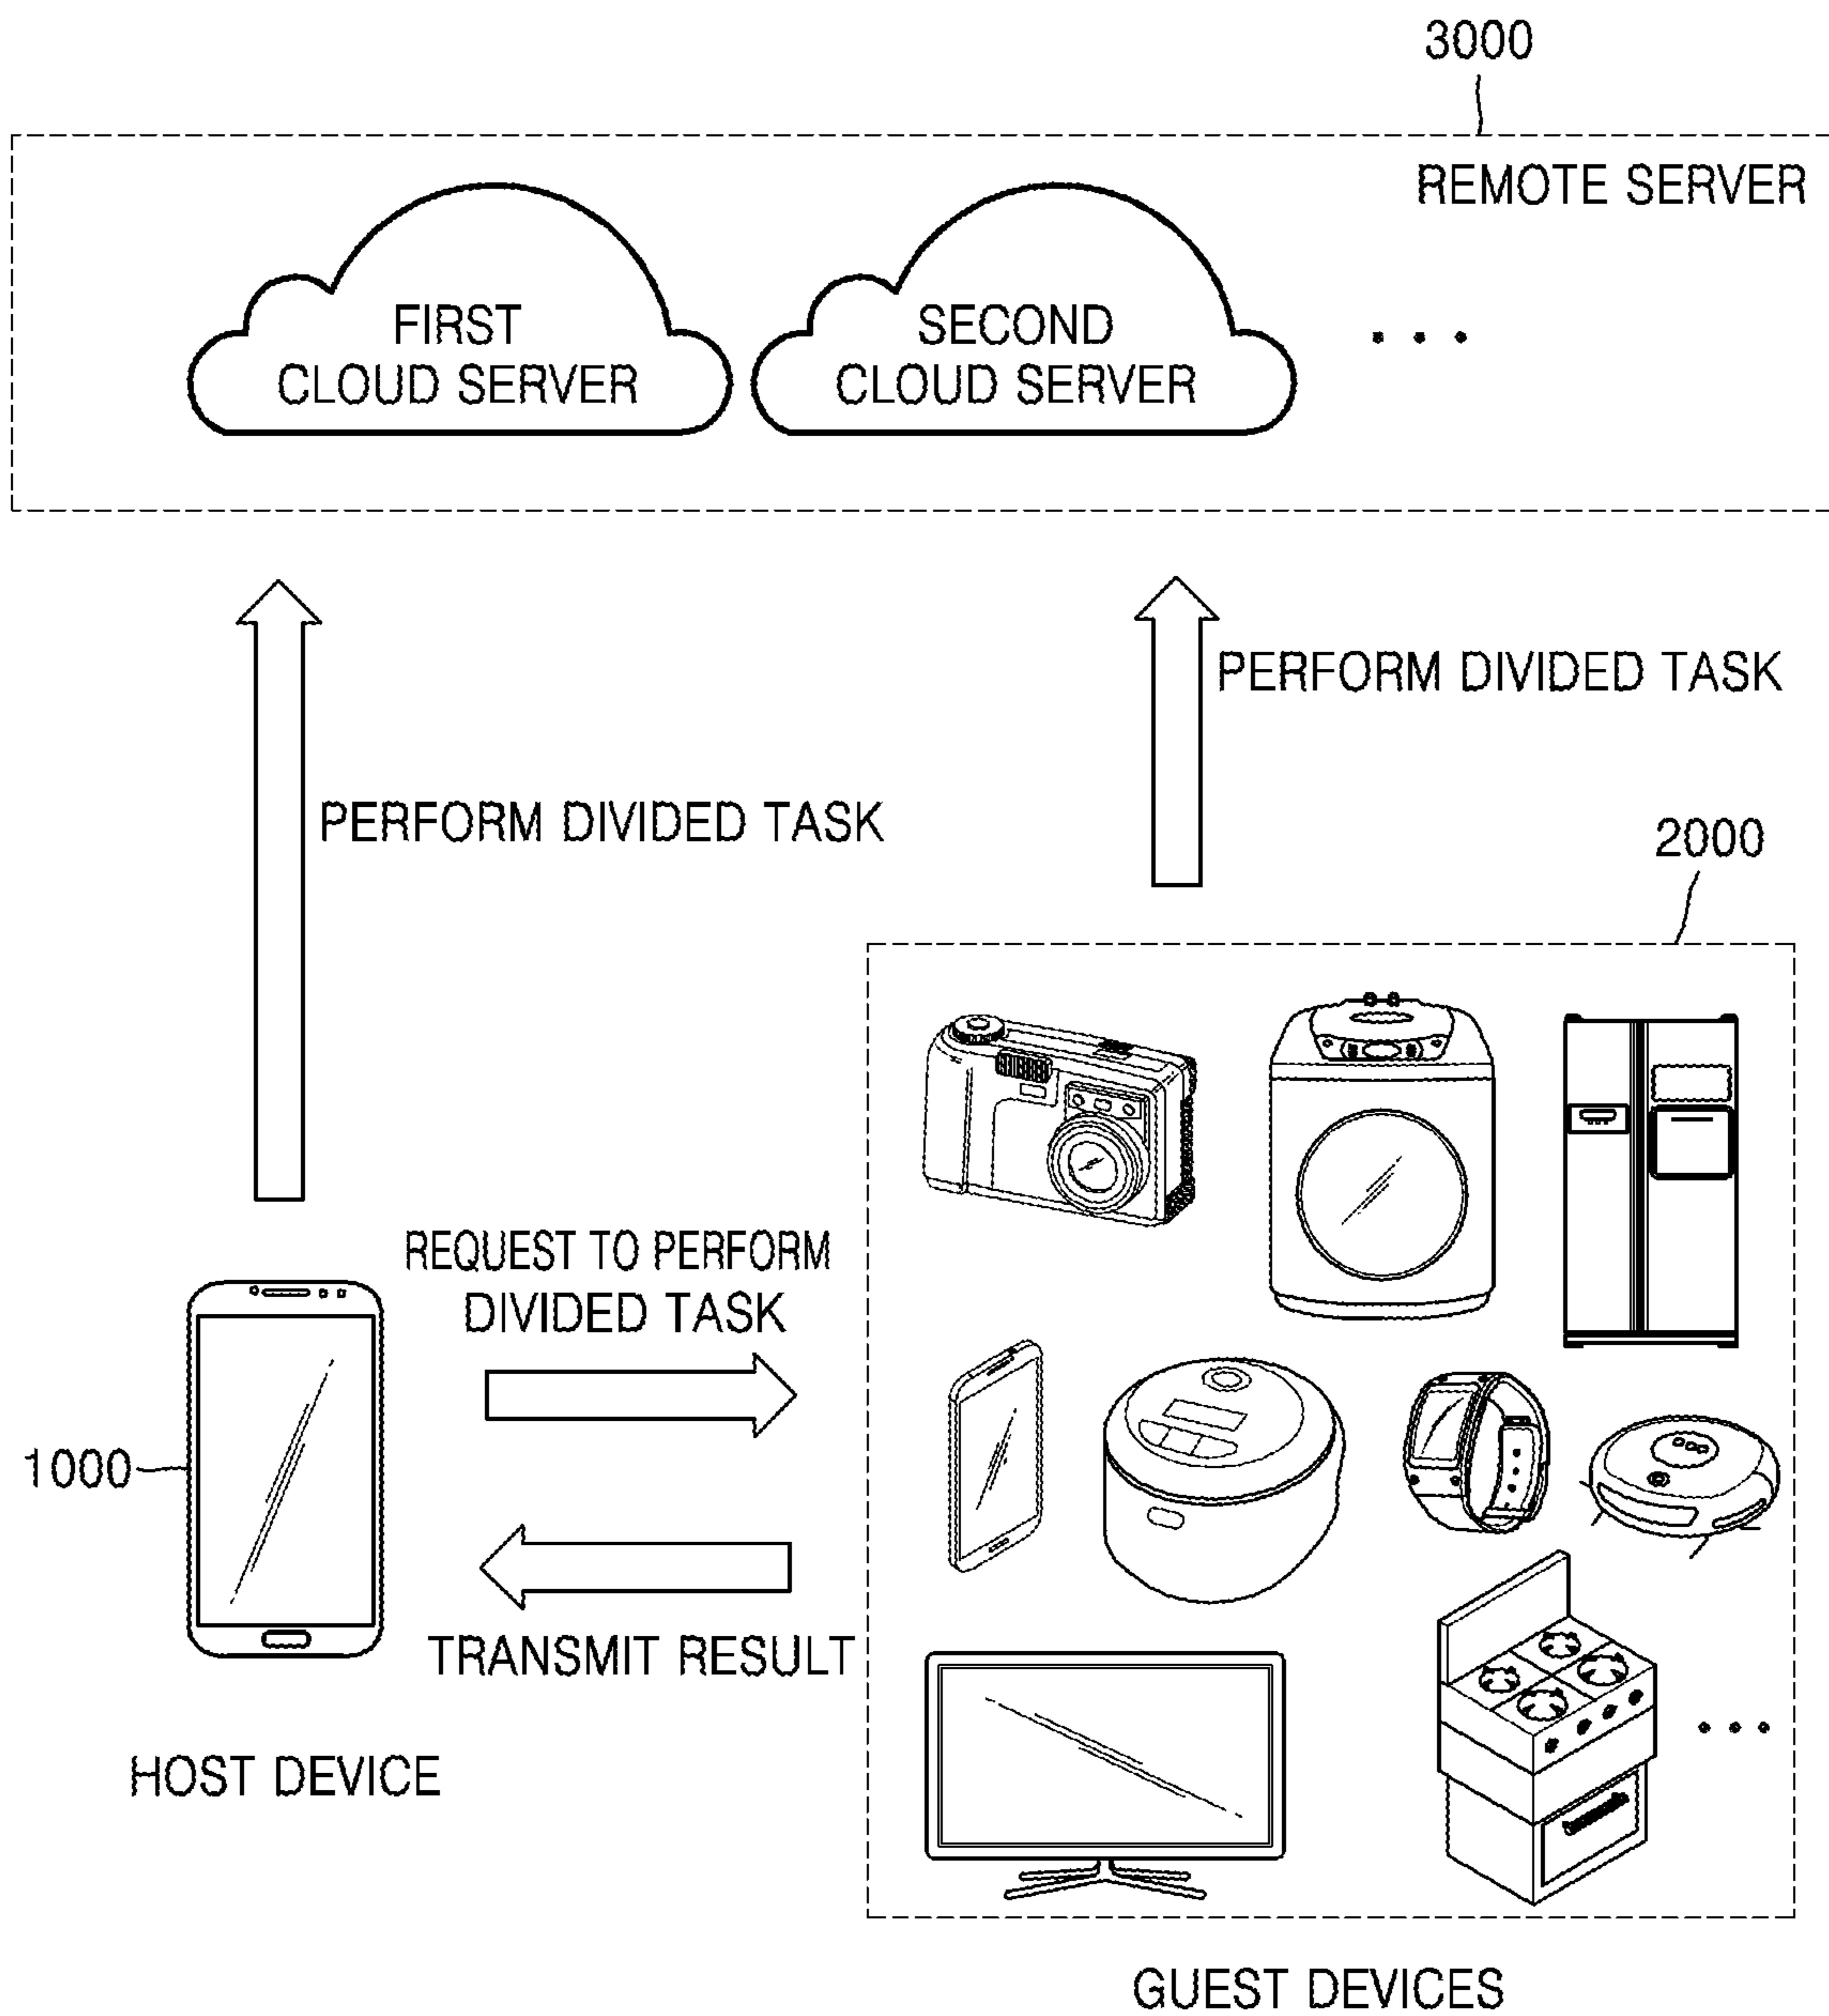 3000
REMOTE SERVER
FIRST
CLOUD SERVER
SECOND
CLOUD SERVER
. . .
PERFORM DIVIDED TASK
PERFORM DIVIDED TASK
2000
REQUEST TO PERFORM
DIVIDED TASK
1000
TRANSMIT RESULT
HOST DEVICE
. . .
GUEST DEVICES